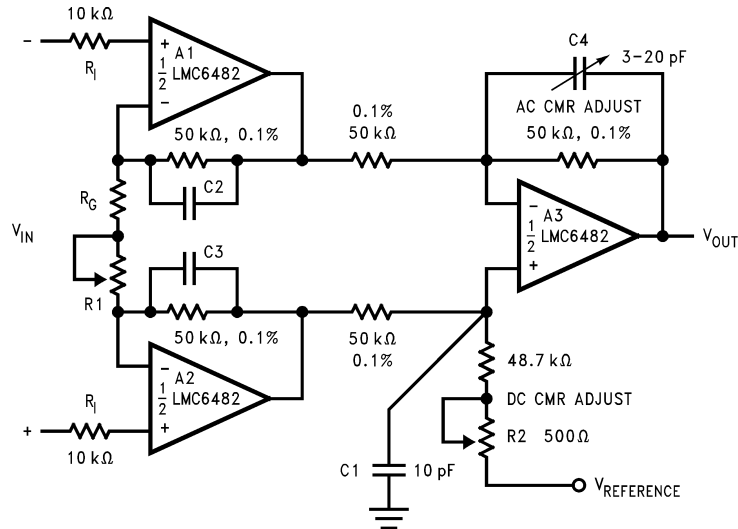 10 kΩ
−
R_I
+
A1
1/2 LMC6482
−
50 kΩ, 0.1%
C2
0.1%
50 kΩ
C4
3−20 pF
AC CMR ADJUST
50 kΩ, 0.1%
R_G
V_IN
R1
C3
50 kΩ, 0.1%
−
A3
1/2 LMC6482
+
V_OUT
50 kΩ
0.1%
−
A2
1/2 LMC6482
+
R_I
+
10 kΩ
48.7 kΩ
DC CMR ADJUST
R2 500Ω
C1
10 pF
V_REFERENCE